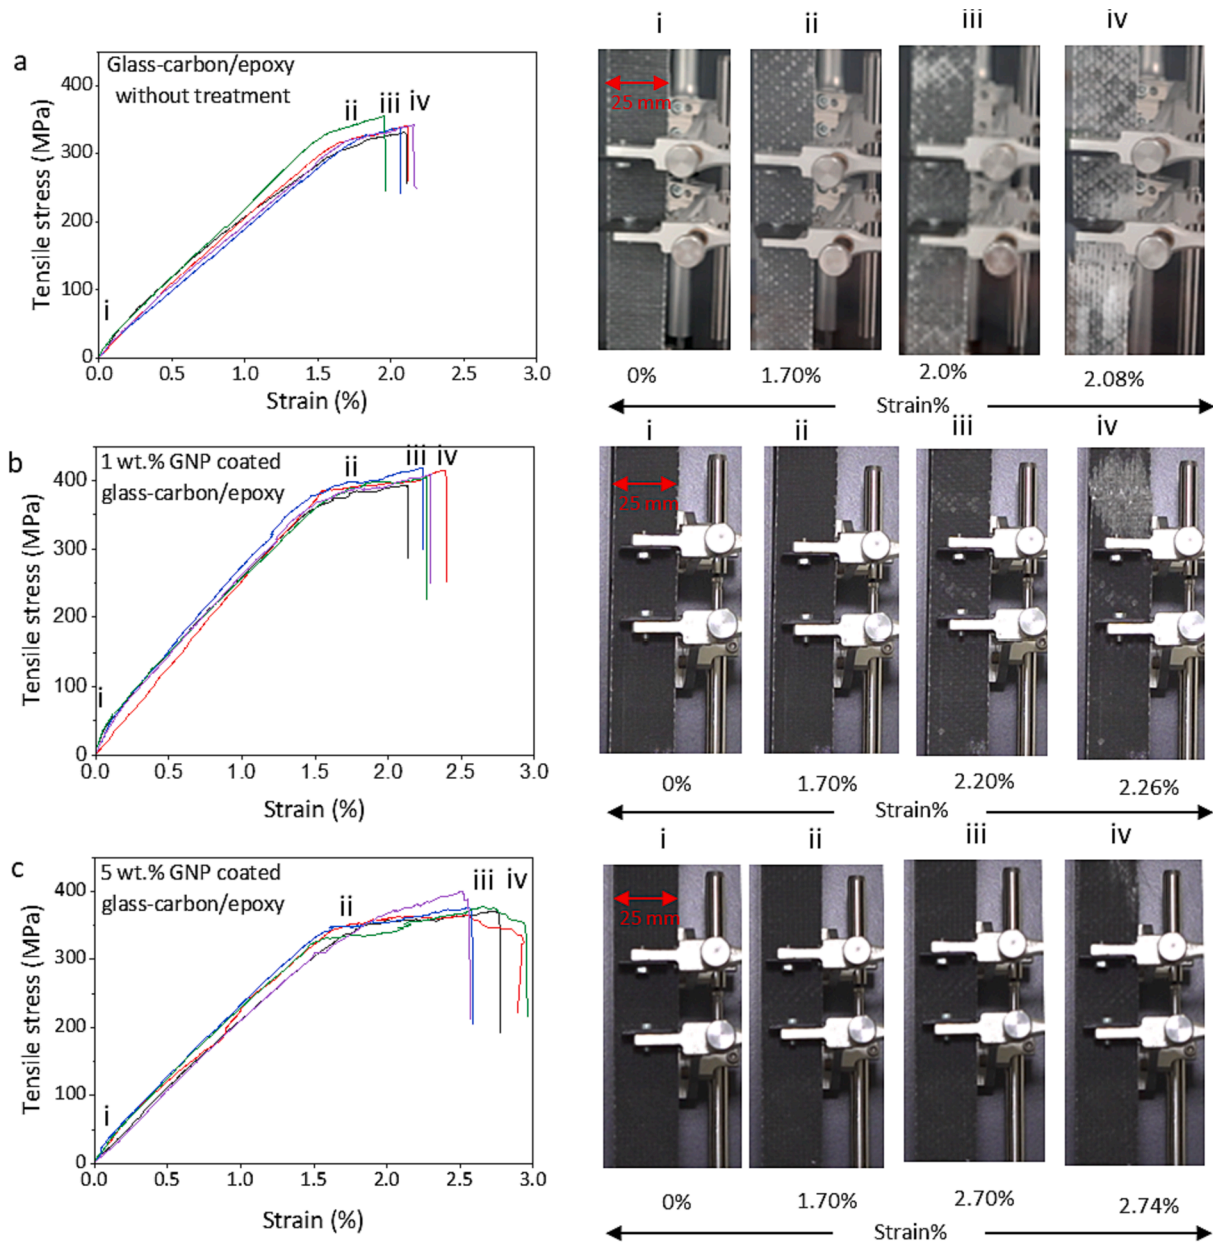 a
Glass-carbon/epoxy
without treatment
i
ii
iii
iv
Tensile stress (MPa)
400
300
200
100
0
0.0 0.5 1.0 1.5 2.0 2.5 3.0
Strain (%)
i ii iii iv
25 mm
0% 1.70% 2.0% 2.08%
Strain%
b
1 wt.% GNP coated
glass-carbon/epoxy
i
ii
iii
iv
Tensile stress (MPa)
400
300
200
100
0
0.0 0.5 1.0 1.5 2.0 2.5 3.0
Strain (%)
i ii iii iv
25 mm
0% 1.70% 2.20% 2.26%
Strain%
c
5 wt.% GNP coated
glass-carbon/epoxy
i
ii
iii
iv
Tensile stress (MPa)
400
300
200
100
0
0.0 0.5 1.0 1.5 2.0 2.5 3.0
Strain (%)
i ii iii iv
25 mm
0% 1.70% 2.70% 2.74%
Strain%